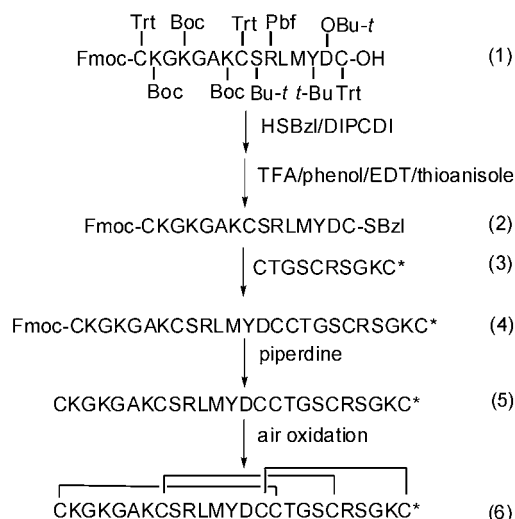 Trt Boc Trt Pbf OBu-t
Fmoc-CKGKGAKCSRLMYDC-OH (1)
Boc Boc Bu-t t-Bu Trt
HSBzl/DIPCDI
TFA/phenol/EDT/thioanisole
Fmoc-CKGKGAKCSRLMYDC-SBzl (2)
CTGSCRSGKC* (3)
Fmoc-CKGKGAKCSRLMYDCCTGSCRSGKC* (4)
piperdine
CKGKGAKCSRLMYDCCTGSCRSGKC* (5)
air oxidation
CKGKGAKCSRLMYDCCTGSCRSGKC* (6)